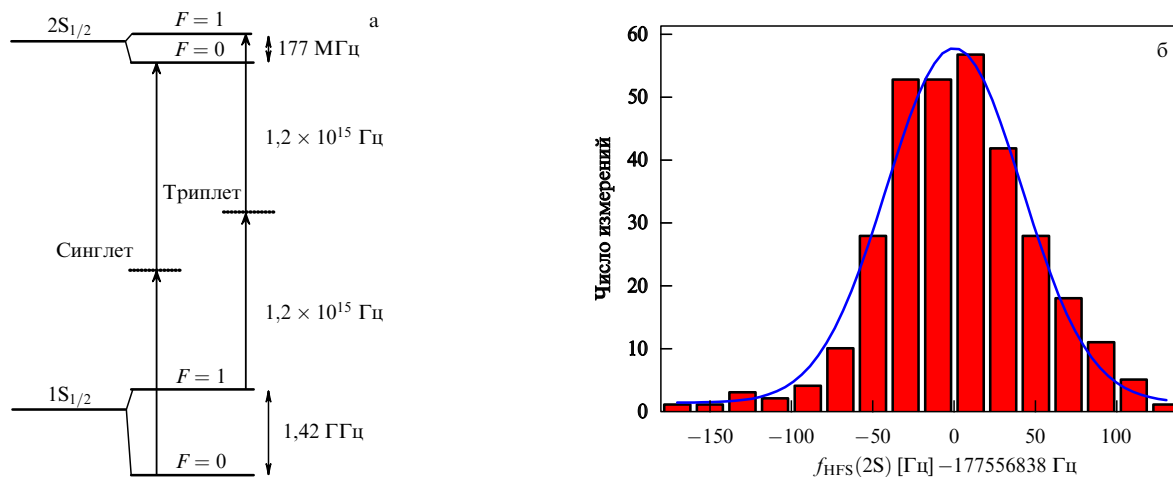 а
2S1/2
F = 1
F = 0
177 МГц
1,2 × 10^15 Гц
Триплет
Синглет
1,2 × 10^15 Гц
1S1/2
F = 1
1,42 ГГц
F = 0
б
Число измерений
60
50
40
30
20
10
0
−150 −100 −50 0 50 100
fHFS(2S) [Гц] −177556838 Гц